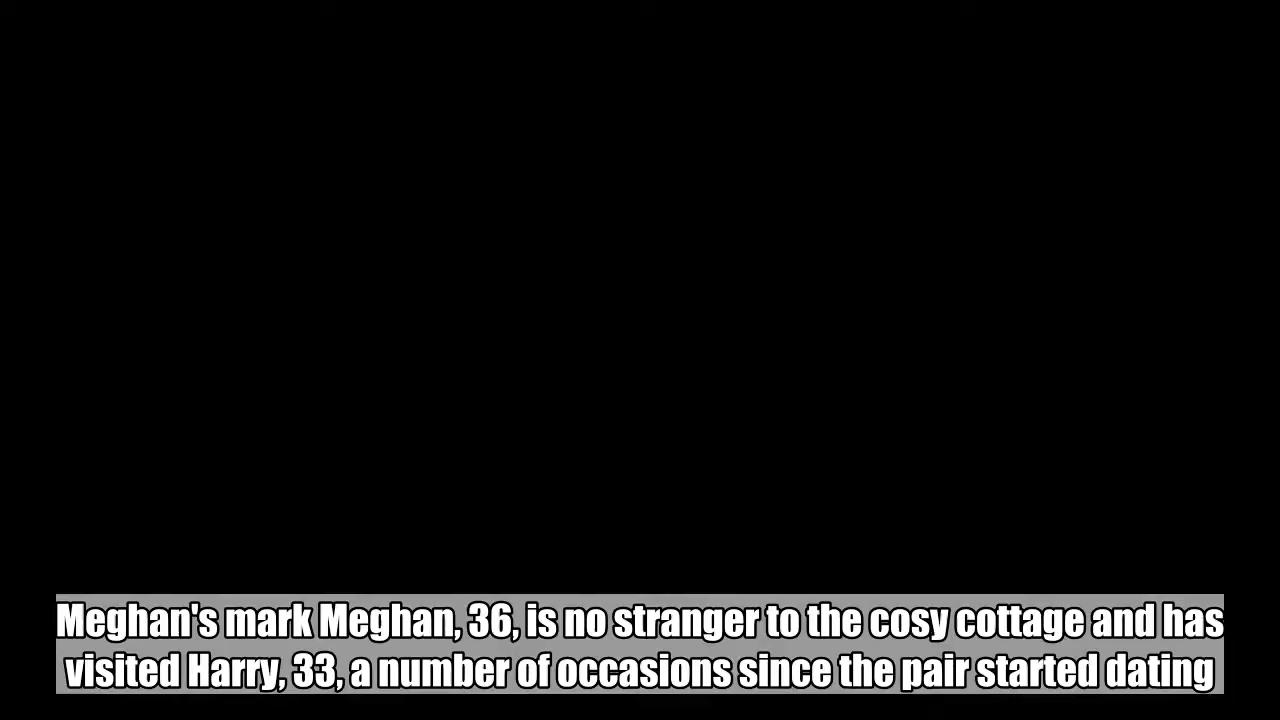 Meghan's mark Meghan, 36, is no stranger to the cosy cottage and has
visited Harry, 33, a number of occasions since the pair started dating